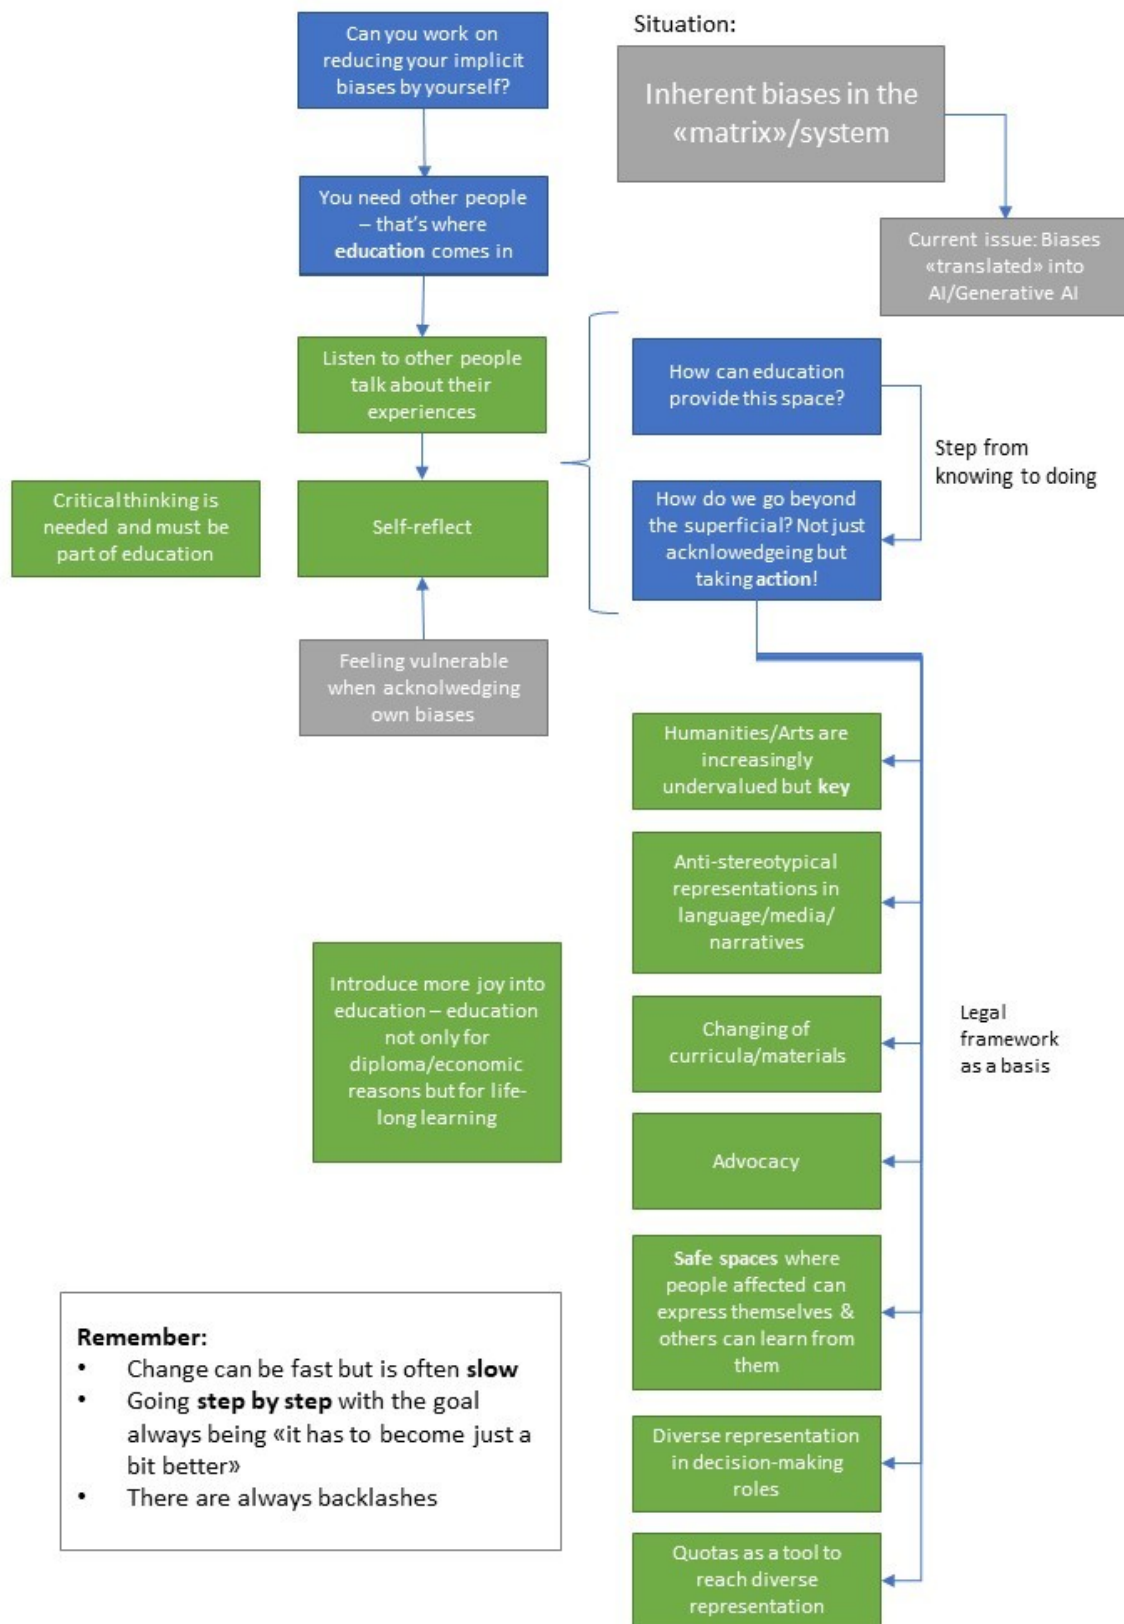 Can you work on
reducing your implicit
biases by yourself?
Situation:
Inherent biases in the
«matrix»/system
You need other people
– that's where
education comes in
Current issue: Biases
«translated» into
AI/Generative AI
Listen to other people
talk about their
experiences
How can education
provide this space?
Step from
knowing to doing
Critical thinking is
needed and must be
part of education
Self-reflect
How do we go beyond
the superficial? Not just
acknlowedgeing but
taking action!
Feeling vulnerable
when acknolwedging
own biases
Humanities/Arts are
increasingly
undervalued but key
Anti-stereotypical
representations in
language/media/
narratives
Introduce more joy into
education – education
not only for
diploma/economic
reasons but for life-
long learning
Changing of
curricula/materials
Legal
framework
as a basis
Advocacy
Safe spaces where
people affected can
express themselves &
others can learn from
them
Remember:
• Change can be fast but is often slow
• Going step by step with the goal
always being «it has to become just a
bit better»
• There are always backlashes
Diverse representation
in decision-making
roles
Quotas as a tool to
reach diverse
representation